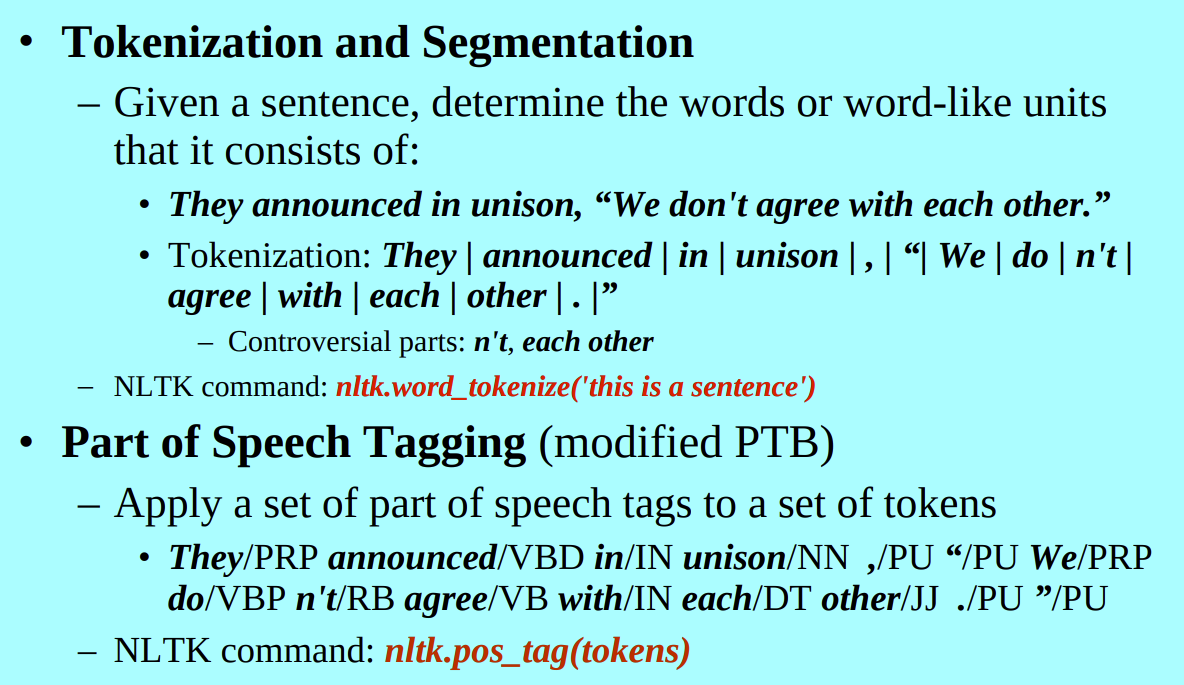 • Tokenization and Segmentation
– Given a sentence, determine the words or word-like units
that it consists of:
• They announced in unison, “We don't agree with each other.”
• Tokenization: They | announced | in | unison | , | “| We | do | n't |
agree | with | each | other | . |”
– Controversial parts: n't, each other
– NLTK command: nltk.word_tokenize('this is a sentence')
• Part of Speech Tagging (modified PTB)
– Apply a set of part of speech tags to a set of tokens
• They/PRP announced/VBD in/IN unison/NN ,/PU “/PU We/PRP
do/VBP n't/RB agree/VB with/IN each/DT other/JJ ./PU ”/PU
– NLTK command: nltk.pos_tag(tokens)